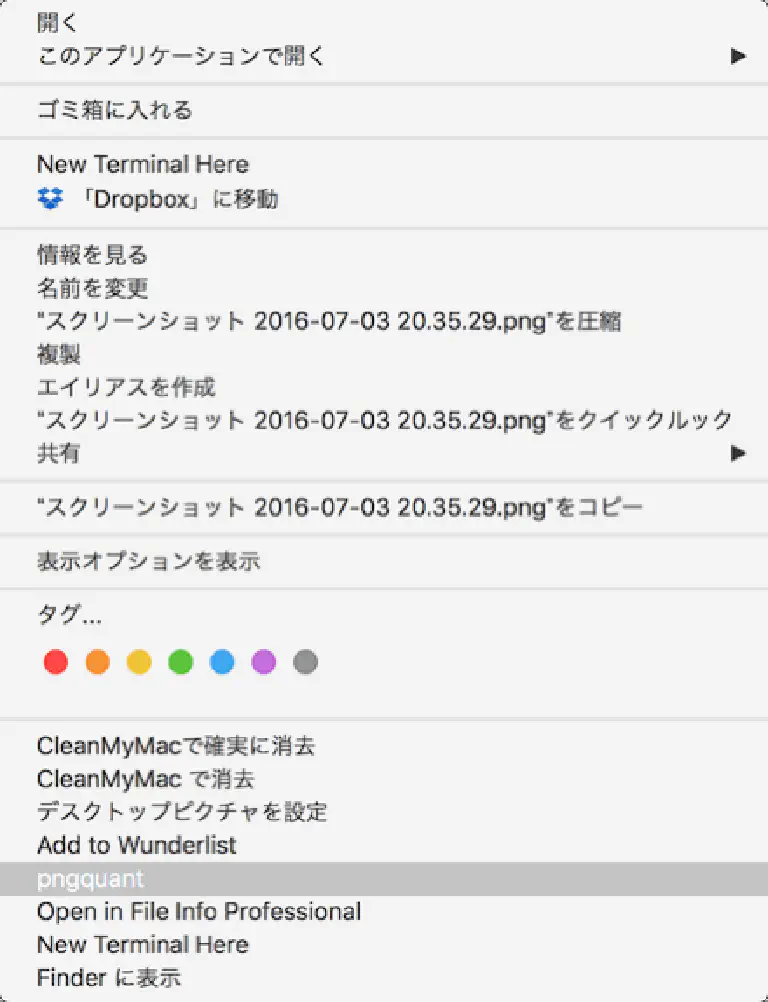 開く
このアプリケーションで開く
ゴミ箱に入れる
New Terminal Here
「Dropbox」に移動
情報を見る
名前を変更
"スクリーンショット 2016-07-03 20.35.29.png"を圧縮
複製
エイリアスを作成
"スクリーンショット 2016-07-03 20.35.29.png"をクイックルック
共有
"スクリーンショット 2016-07-03 20.35.29.png"をコピー
表示オプションを表示
タグ...
CleanMyMacで確実に消去
CleanMyMac で消去
デスクトップピクチャを設定
Add to Wunderlist
pngquant
Open in File Info Professional
New Terminal Here
Finder に表示